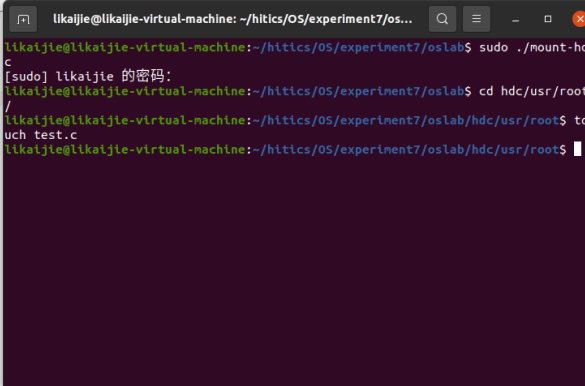 likaijie@likaijie-virtual-machine: ~/hitics/OS/experiment7/os...
likaijie@likaijie-virtual-machine:~/hitics/OS/experiment7/oslab$ sudo ./mount-hd
c
[sudo] likaijie 的密码：
likaijie@likaijie-virtual-machine:~/hitics/OS/experiment7/oslab$ cd hdc/usr/root
/
likaijie@likaijie-virtual-machine:~/hitics/OS/experiment7/oslab/hdc/usr/root$ to
uch test.c
likaijie@likaijie-virtual-machine:~/hitics/OS/experiment7/oslab/hdc/usr/root$